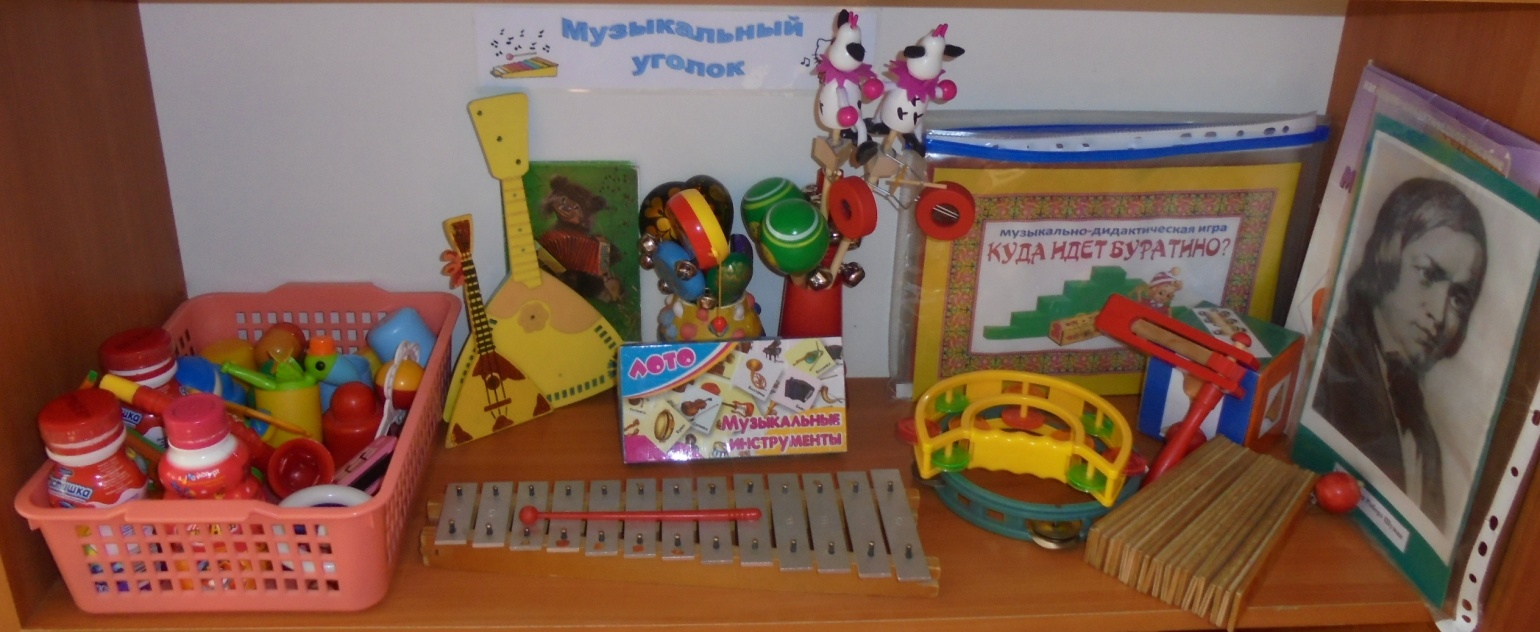 Музыкальный
уголок
музыкально-дидактическая игра
КУДА ИДЕТ БУРАТИНО?
ЛОТО
Музыкальные
инструменты